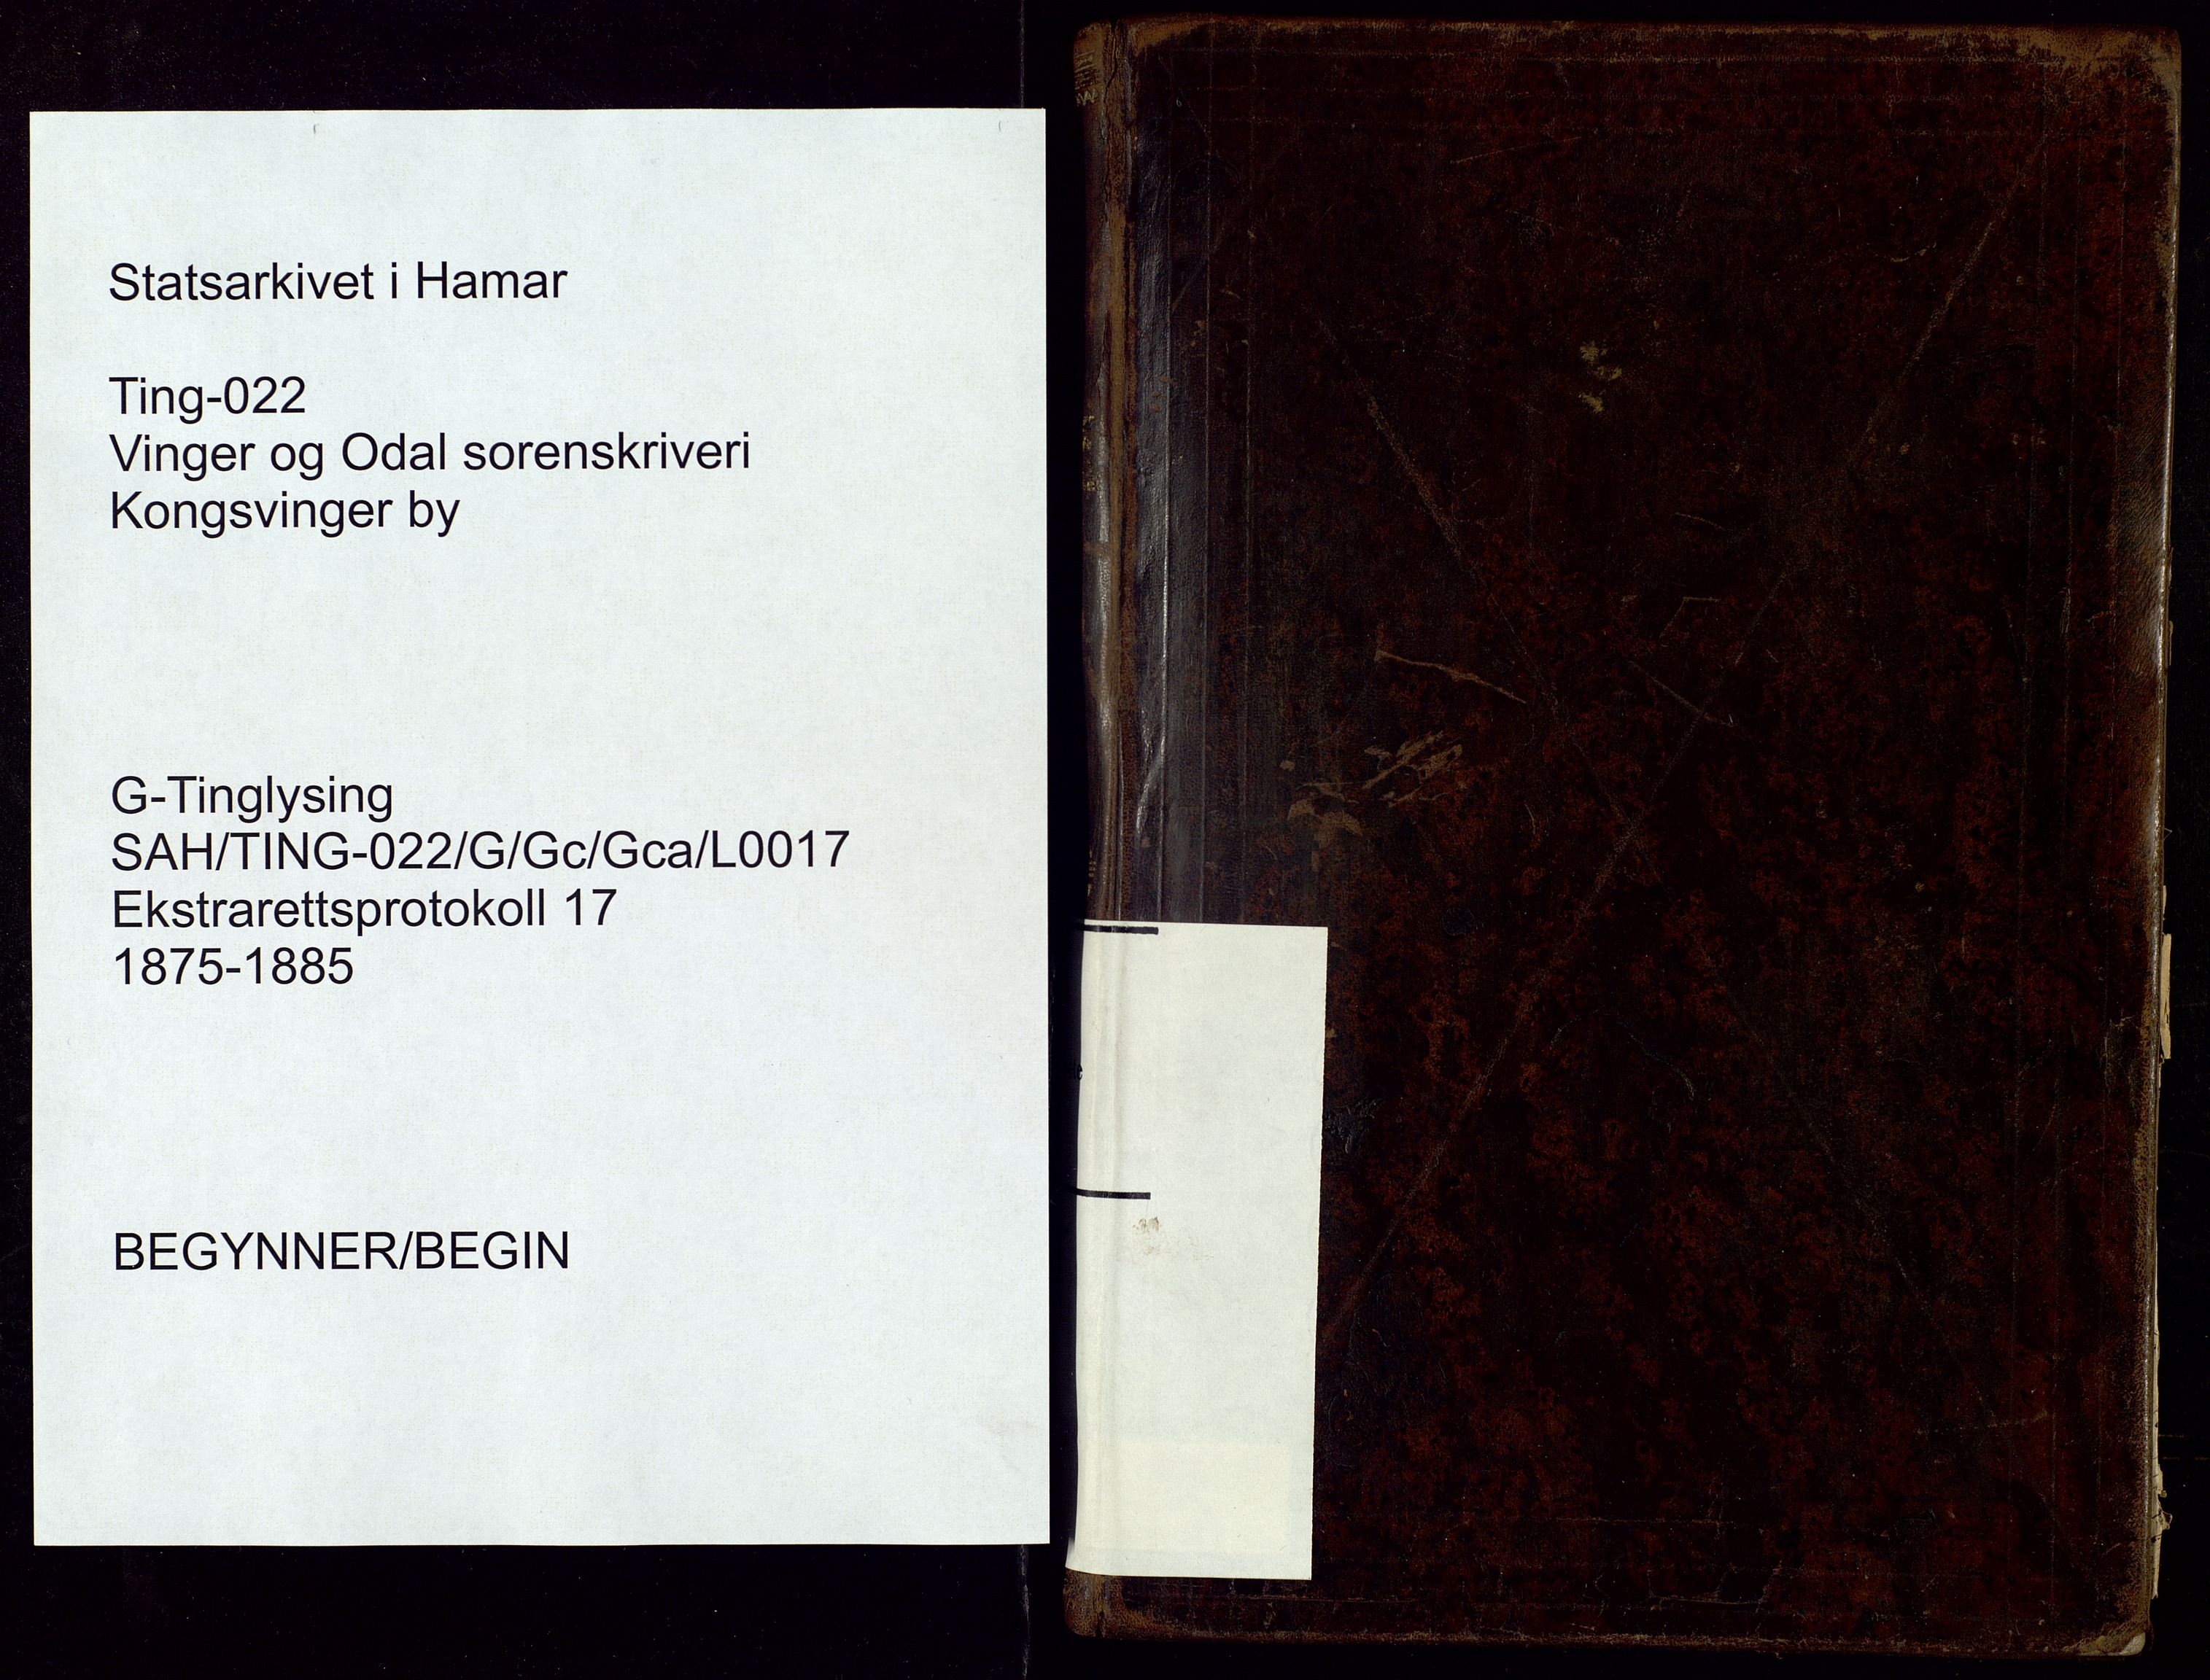 Statsarkivet i Hamar
Ting-022
Vinger og Odal sorenskriveri
Kongsvinger by
G-Tinglysing
SAH/TING-022/G/Gc/Gca/L0017
Ekstrarettsprotokoll 17
1875-1885
BEGYNNER/BEGIN